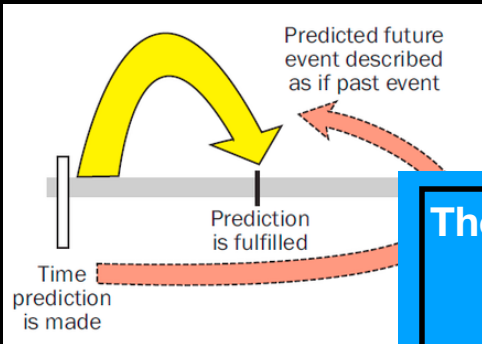 Predicted future
event described
as if past event
Prediction
is fulfilled
Time
prediction
is made